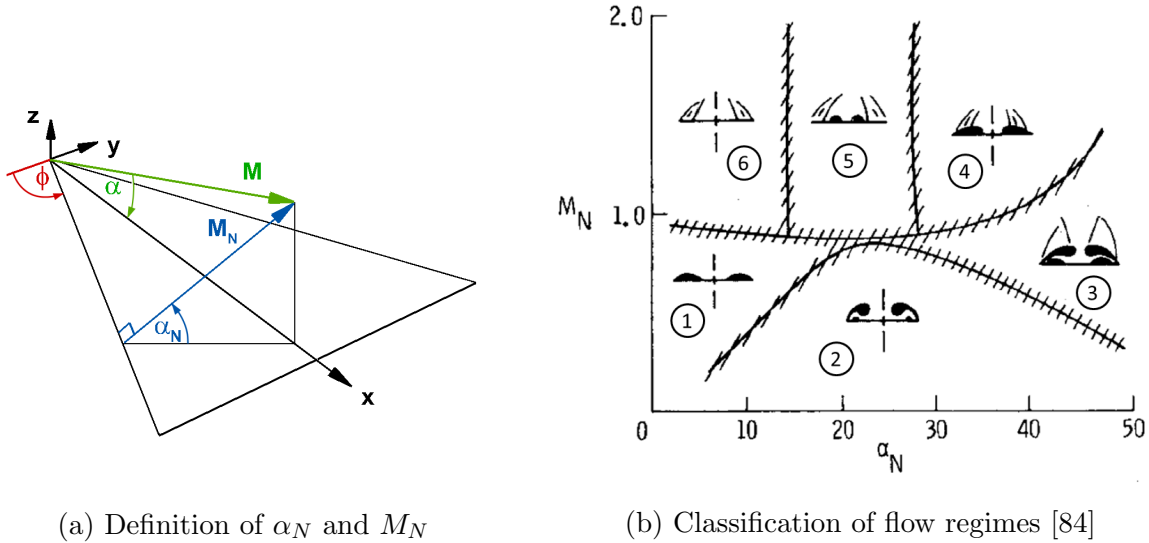 z
y
ϕ
α
M
M_N
α_N
x
2.0
M_N
1.0
0
10
20
30
40
50
α_N
6
5
4
1
2
3
(a) Definition of α_N and M_N
(b) Classification of flow regimes [84]